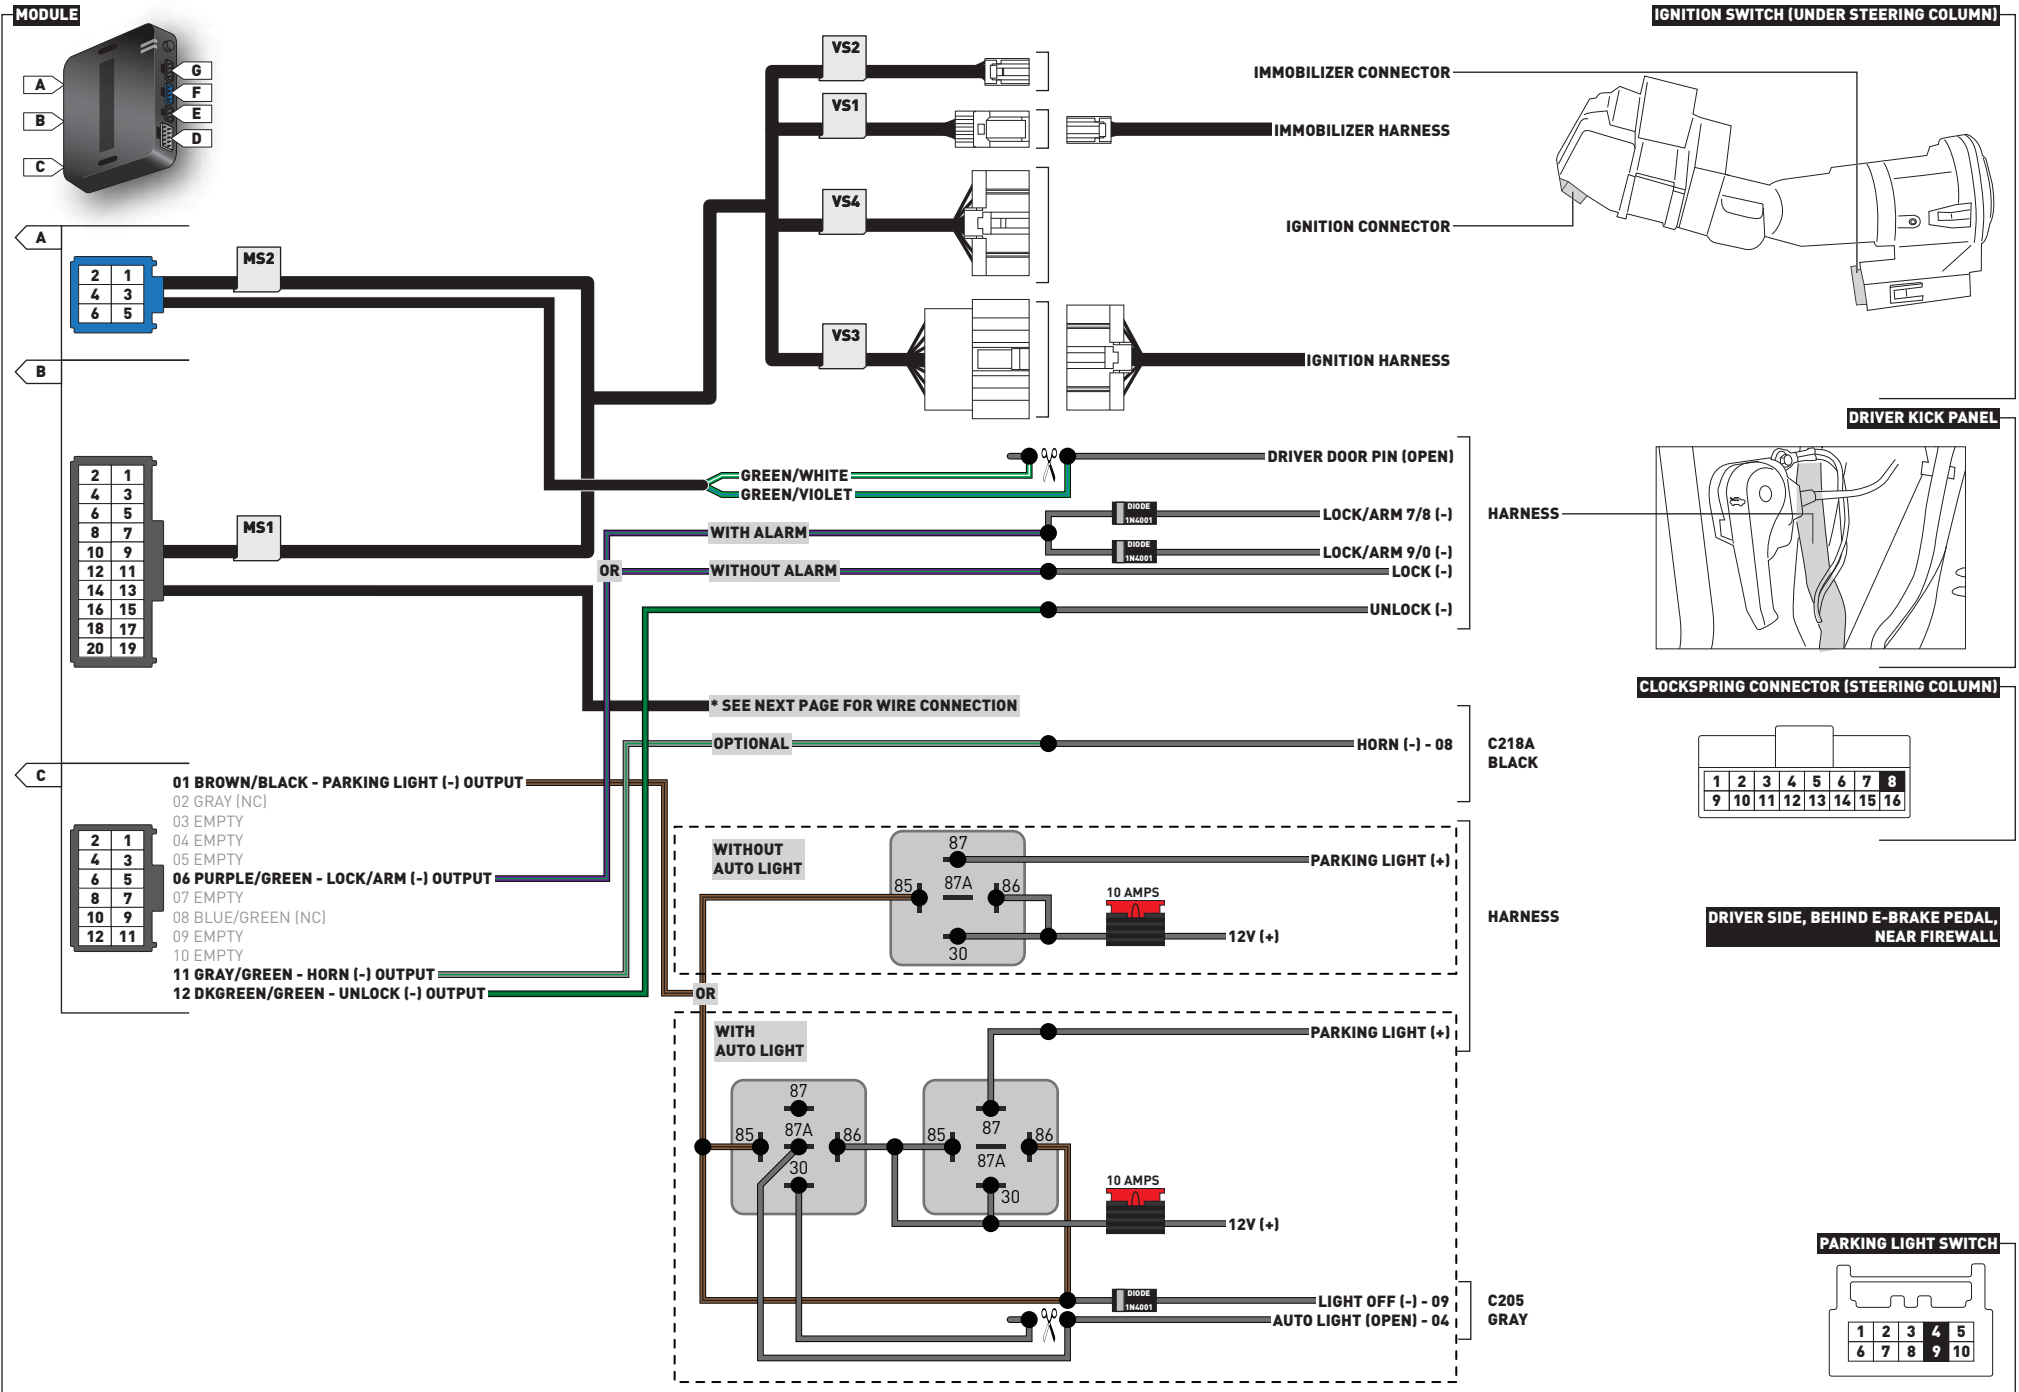 MODULE
A
B
C
G
F
E
D
IGNITION SWITCH (UNDER STEERING COLUMN)
VS2
IMMOBILIZER CONNECTOR
VS1
IMMOBILIZER HARNESS
VS4
IGNITION CONNECTOR
VS3
IGNITION HARNESS
A
MS2
2 1
4 3
6 5
B
MS1
2 1
4 3
6 5
8 7
10 9
12 11
14 13
16 15
18 17
20 19
DRIVER KICK PANEL
GREEN/WHITE
GREEN/VIOLET
DRIVER DOOR PIN (OPEN)
WITH ALARM
DIODE
1N4001
LOCK/ARM 7/8 (-)
DIODE
1N4001
LOCK/ARM 9/0 (-)
HARNESS
OR
WITHOUT ALARM
LOCK (-)
UNLOCK (-)
* SEE NEXT PAGE FOR WIRE CONNECTION
OPTIONAL
HORN (-) - 08
C218A
BLACK
CLOCKSPRING CONNECTOR (STEERING COLUMN)
1 2 3 4 5 6 7 8
9 10 11 12 13 14 15 16
C
2 1
4 3
6 5
8 7
10 9
12 11
01 BROWN/BLACK - PARKING LIGHT (-) OUTPUT
02 GRAY (NC)
03 EMPTY
04 EMPTY
05 EMPTY
06 PURPLE/GREEN - LOCK/ARM (-) OUTPUT
07 EMPTY
08 BLUE/GREEN (NC)
09 EMPTY
10 EMPTY
11 GRAY/GREEN - HORN (-) OUTPUT
12 DKGREEN/GREEN - UNLOCK (-) OUTPUT
WITHOUT
AUTO LIGHT
87
85
87A
86
30
PARKING LIGHT (+)
10 AMPS
12V (+)
HARNESS
DRIVER SIDE, BEHIND E-BRAKE PEDAL,
NEAR FIREWALL
OR
WITH
AUTO LIGHT
PARKING LIGHT (+)
87
85
87A
86
30
85
87
86
87A
30
10 AMPS
12V (+)
DIODE
1N4001
LIGHT OFF (-) - 09
AUTO LIGHT (OPEN) - 04
C205
GRAY
PARKING LIGHT SWITCH
1 2 3 4 5
6 7 8 9 10